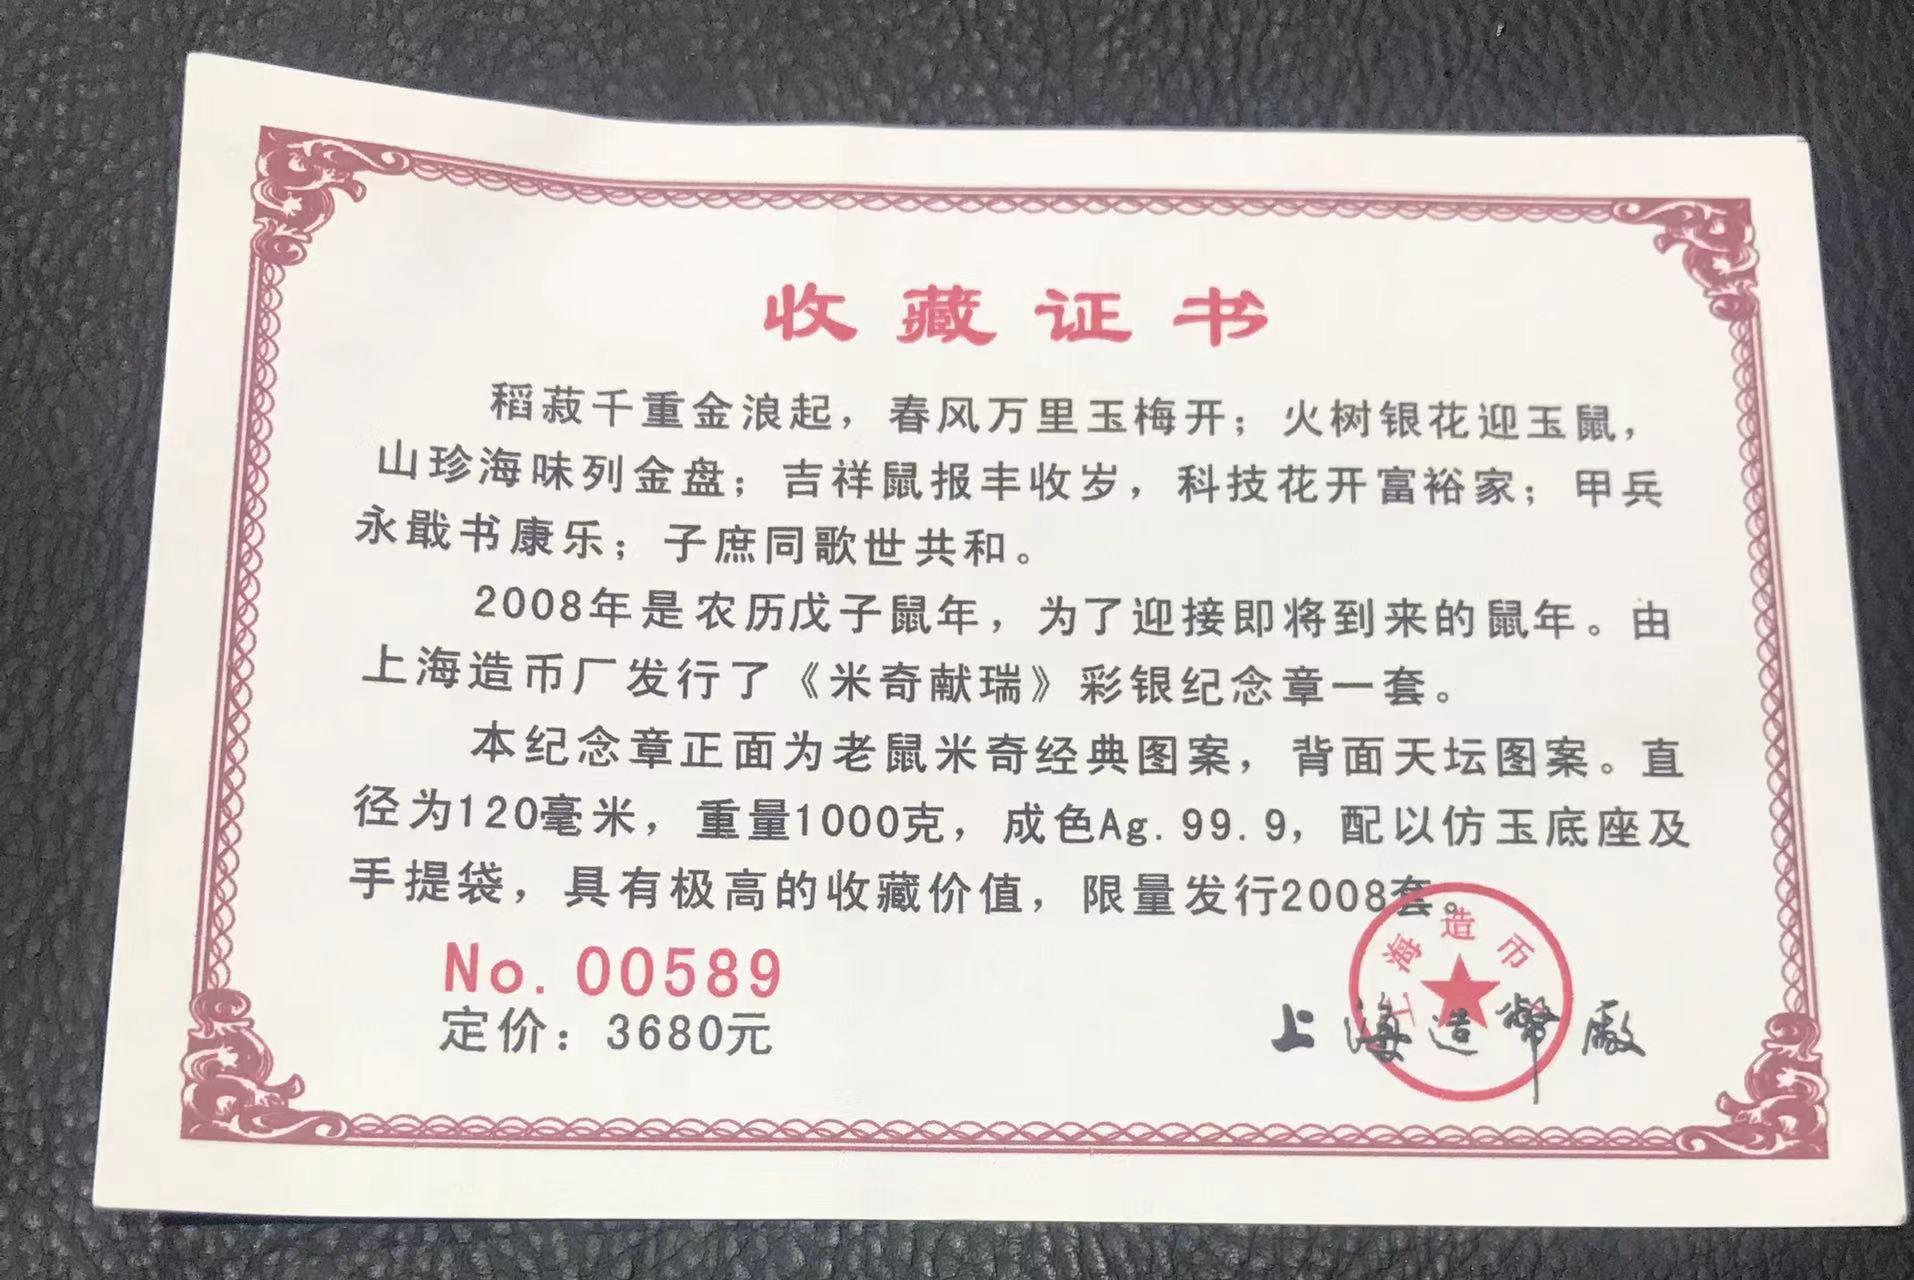 收藏证书
稻菽千重金浪起，春风万里玉梅开；火树银花迎玉鼠，
山珍海味列金盘；吉祥鼠报丰收岁，科技花开富裕家；甲兵
永戢书康乐；子庶同歌世共和。
2008年是农历戊子鼠年，为了迎接即将到来的鼠年。由
上海造币厂发行了《米奇献瑞》彩银纪念章一套。
本纪念章正面为老鼠米奇经典图案，背面天坛图案。直
径为120毫米，重量1000克，成色Ag.99.9，配以仿玉底座及
手提袋，具有极高的收藏价值，限量发行2008套。
No.00589
定价：3680元
上海造币
上海造幣廠